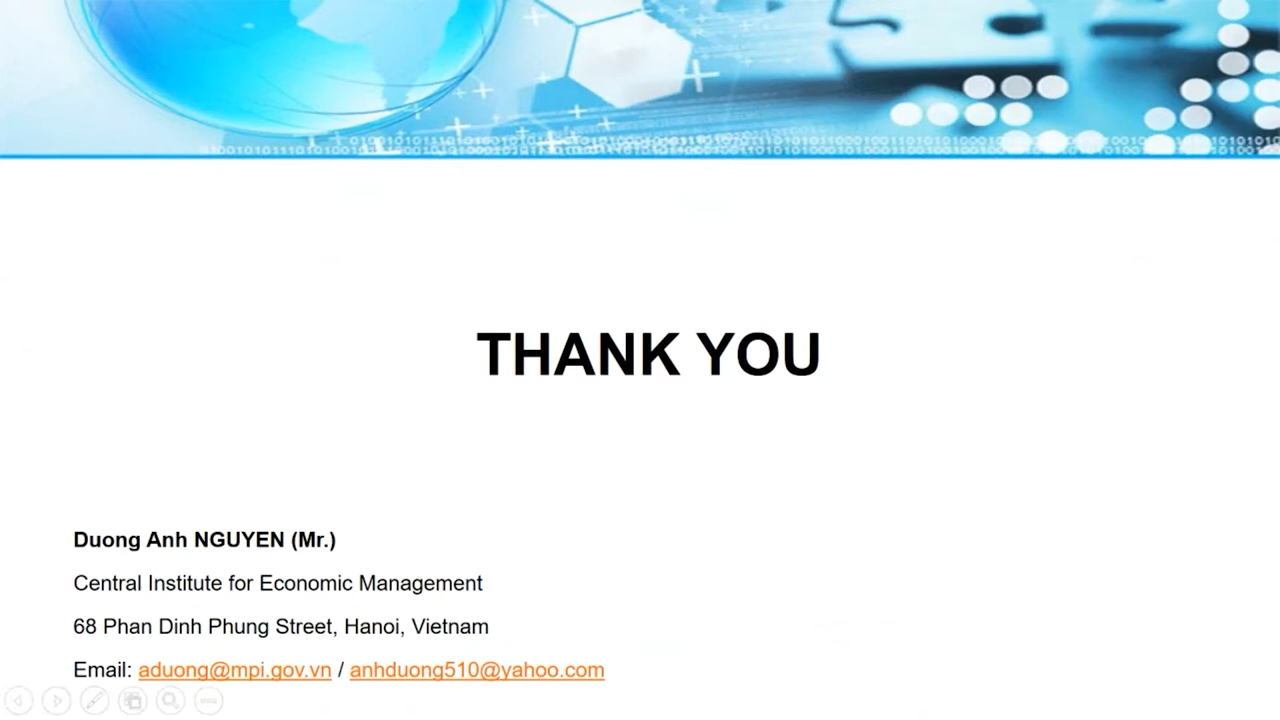 THANK YOU
Duong Anh NGUYEN (Mr.)
Central Institute for Economic Management
68 Phan Dinh Phung Street, Hanoi, Vietnam
Email: aduong@mpi.gov.vn / anhduong510@yahoo.com